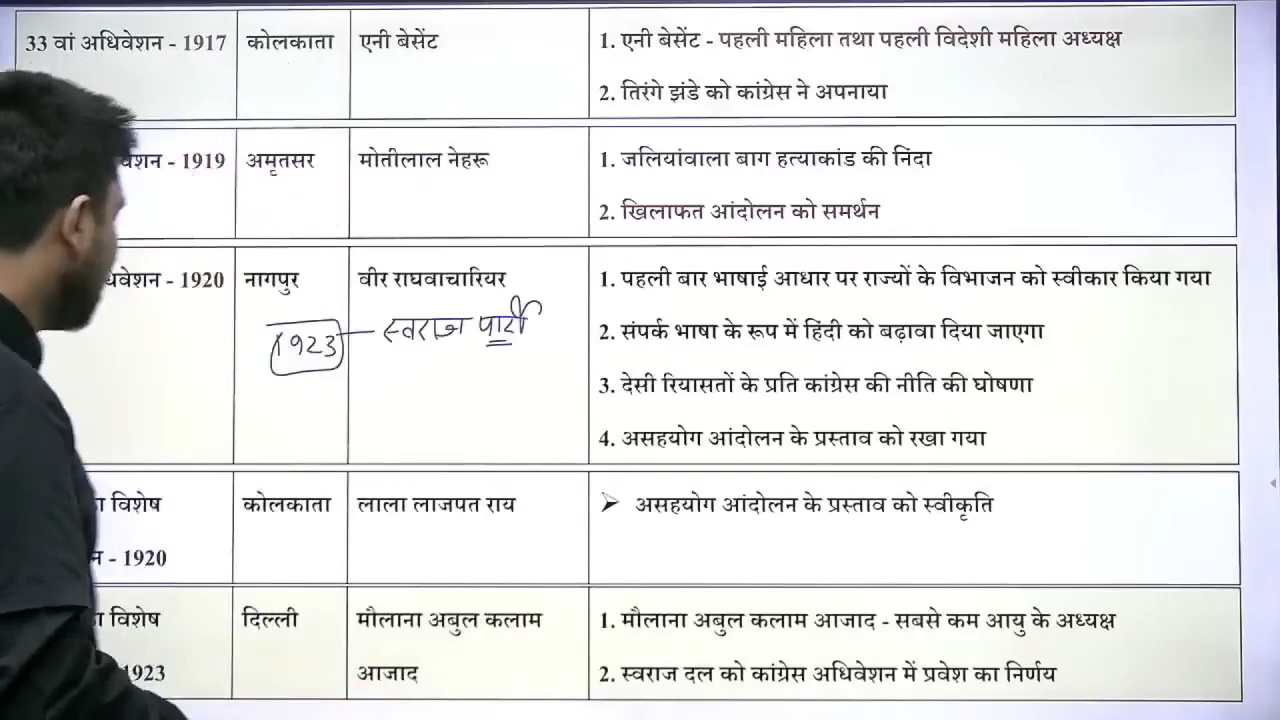 33 वां अधिवेशन - 1917 कोलकाता एनी बेसेंट 1. एनी बेसेंट - पहली महिला तथा पहली विदेशी महिला अध्यक्ष
2. तिरंगे झंडे को कांग्रेस ने अपनाया
- 1919 अमृतसर मोतीलाल नेहरू 1. जलियांवाला बाग हत्याकांड की निंदा
2. खिलाफत आंदोलन को समर्थन
- 1920 नागपुर वीर राघवाचारियर 1. पहली बार भाषाई आधार पर राज्यों के विभाजन को स्वीकार किया गया
1923 — स्वराज पार्टी 2. संपर्क भाषा के रूप में हिंदी को बढ़ावा दिया जाएगा
3. देसी रियासतों के प्रति कांग्रेस की नीति की घोषणा
4. असहयोग आंदोलन के प्रस्ताव को रखा गया
विशेष कोलकाता लाला लाजपत राय ➢ असहयोग आंदोलन के प्रस्ताव को स्वीकृति
- 1920
विशेष दिल्ली मौलाना अबुल कलाम 1. मौलाना अबुल कलाम आजाद - सबसे कम आयु के अध्यक्ष
1923 आजाद 2. स्वराज दल को कांग्रेस अधिवेशन में प्रवेश का निर्णय